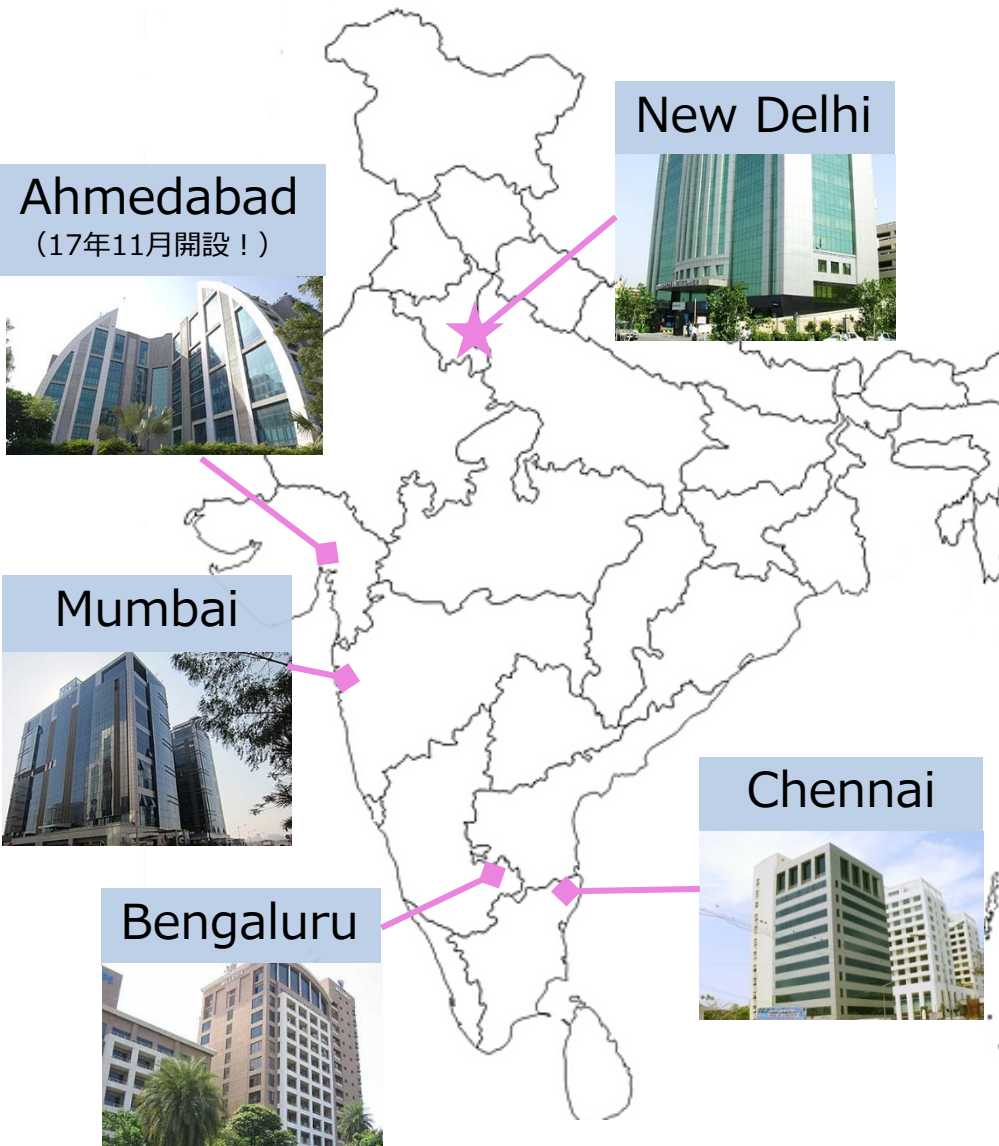 New Delhi
Ahmedabad
（17年11月開設！）
Mumbai
Chennai
Bengaluru